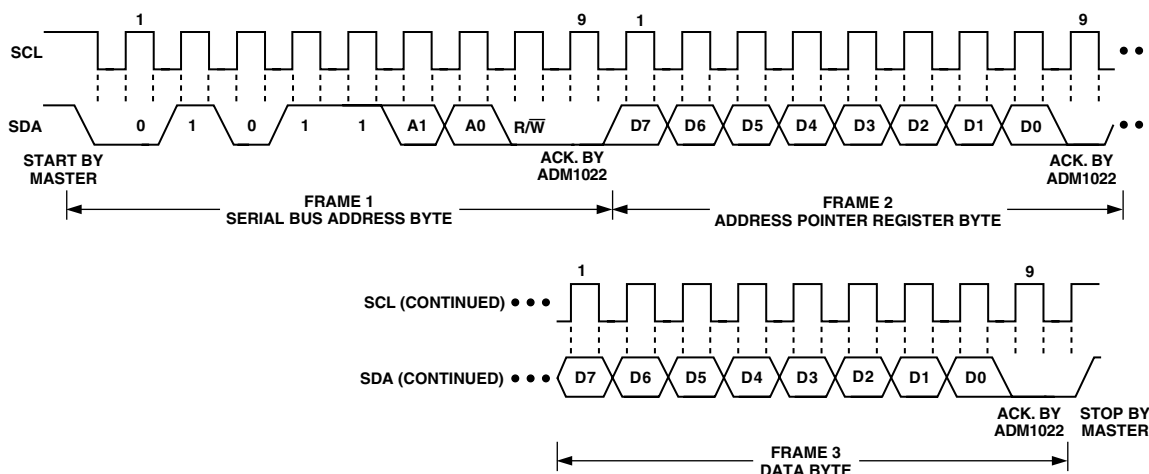 1 9 1 9
SCL
SDA 0 1 0 1 1 A1 A0 R/W̅ D7 D6 D5 D4 D3 D2 D1 D0
START BY
MASTER
ACK. BY
ADM1022
ACK. BY
ADM1022
FRAME 1
SERIAL BUS ADDRESS BYTE
FRAME 2
ADDRESS POINTER REGISTER BYTE
1 9
SCL (CONTINUED)
SDA (CONTINUED) D7 D6 D5 D4 D3 D2 D1 D0
ACK. BY
ADM1022
STOP BY
MASTER
FRAME 3
DATA BYTE